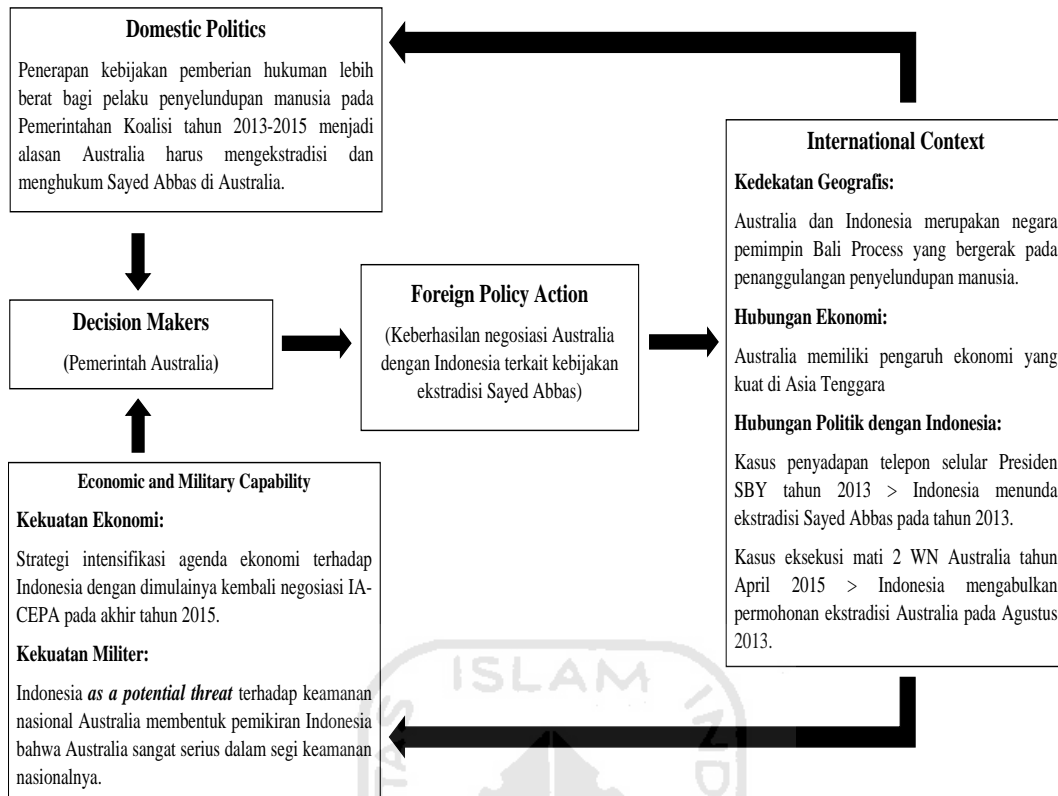 Domestic Politics
Penerapan kebijakan pemberian hukuman lebih
berat bagi pelaku penyelundupan manusia pada
Pemerintahan Koalisi tahun 2013-2015 menjadi
alasan Australia harus mengekstradisi dan
menghukum Sayed Abbas di Australia.
Decision Makers
(Pemerintah Australia)
Foreign Policy Action
(Keberhasilan negosiasi Australia
dengan Indonesia terkait kebijakan
ekstradisi Sayed Abbas)
International Context
Kedekatan Geografis:
Australia dan Indonesia merupakan negara
pemimpin Bali Process yang bergerak pada
penanggulangan penyelundupan manusia.
Hubungan Ekonomi:
Australia memiliki pengaruh ekonomi yang
kuat di Asia Tenggara
Hubungan Politik dengan Indonesia:
Kasus penyadapan telepon selular Presiden
SBY tahun 2013 > Indonesia menunda
ekstradisi Sayed Abbas pada tahun 2013.
Kasus eksekusi mati 2 WN Australia tahun
April 2015 > Indonesia mengabulkan
permohonan ekstradisi Australia pada Agustus
2013.
Economic and Military Capability
Kekuatan Ekonomi:
Strategi intensifikasi agenda ekonomi terhadap
Indonesia dengan dimulainya kembali negosiasi IA-
CEPA pada akhir tahun 2015.
Kekuatan Militer:
Indonesia as a potential threat terhadap keamanan
nasional Australia membentuk pemikiran Indonesia
bahwa Australia sangat serius dalam segi keamanan
nasionalnya.
ISLAM